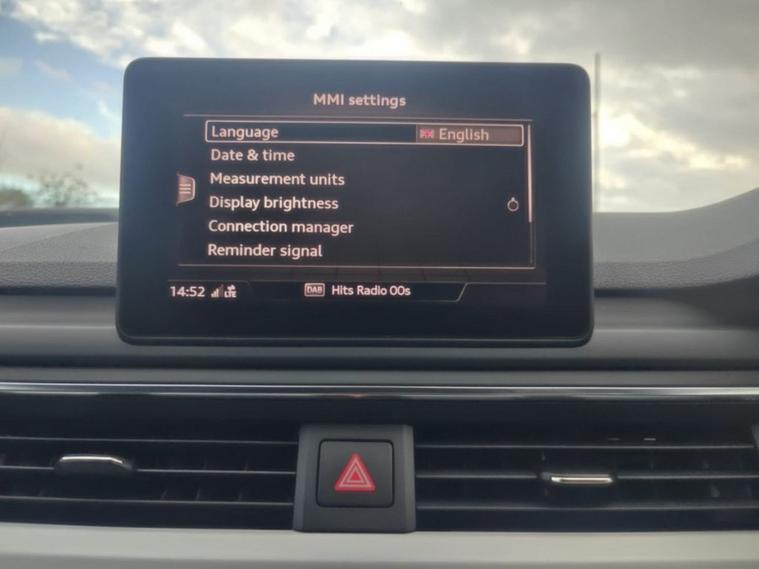 MMI settings
Language English
Date & time
Measurement units
Display brightness
Connection manager
Reminder signal
14:52 LTE DAB Hits Radio 00s